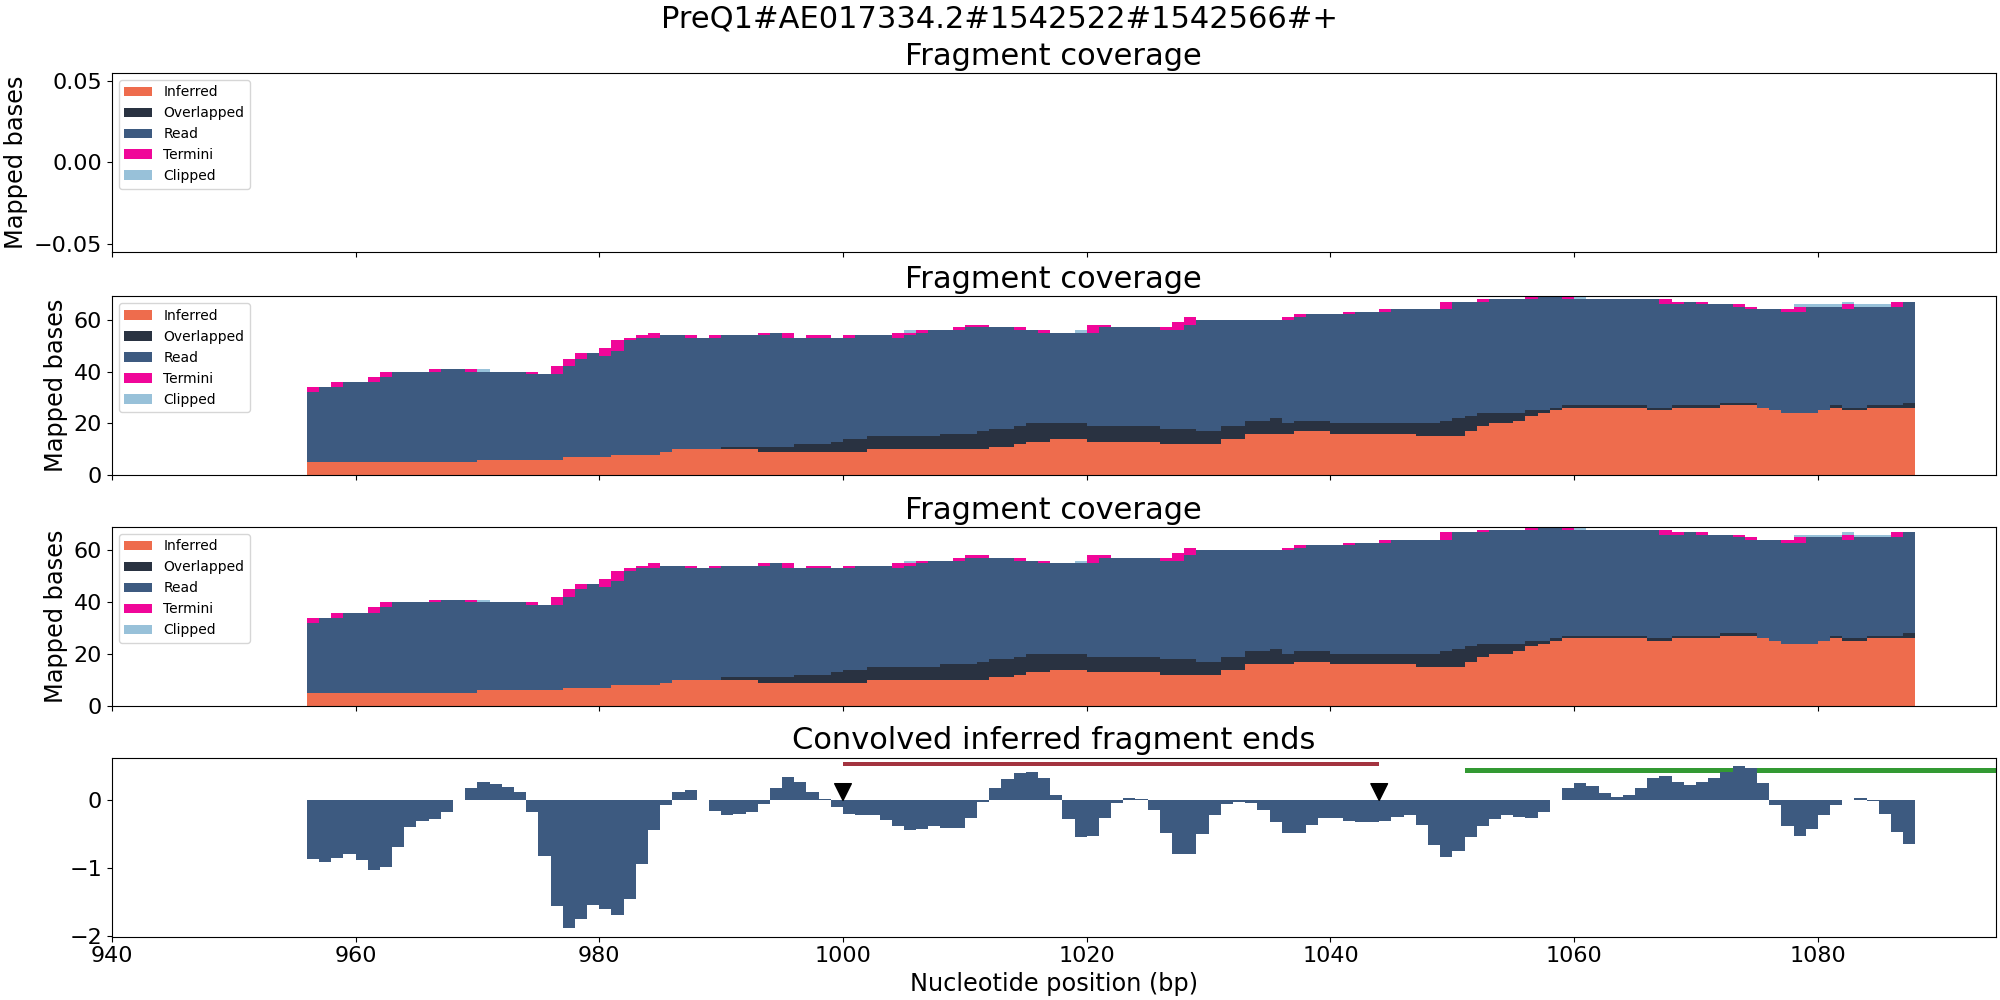 PreQ1#AE017334.2#1542522#1542566#+
Fragment coverage
Mapped bases
0.05
0.00
−0.05
Inferred
Overlapped
Read
Termini
Clipped
Fragment coverage
Mapped bases
60
40
20
0
Inferred
Overlapped
Read
Termini
Clipped
Fragment coverage
Mapped bases
60
40
20
0
Inferred
Overlapped
Read
Termini
Clipped
Convolved inferred fragment ends
0
−1
−2
940 960 980 1000 1020 1040 1060 1080
Nucleotide position (bp)